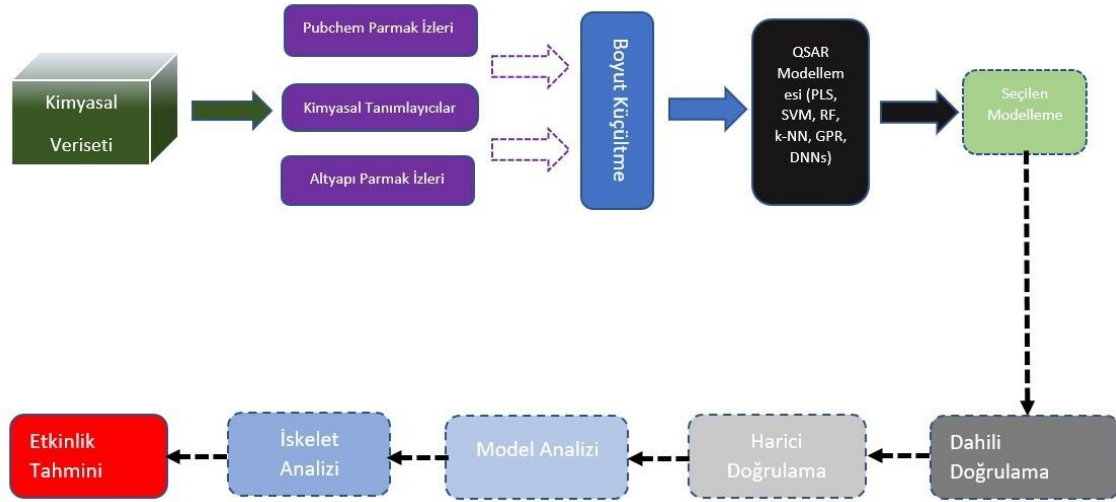 Kimyasal
Veriseti
Pubchem Parmak İzleri
Kimyasal Tanımlayıcılar
Altyapı Parmak İzleri
Boyut Küçültme
QSAR
Modellem
esi (PLS,
SVM, RF,
k-NN, GPR,
DNNs)
Seçilen
Modelleme
Etkinlik
Tahmini
İskelet
Analizi
Model Analizi
Harici
Doğrulama
Dahili
Doğrulama